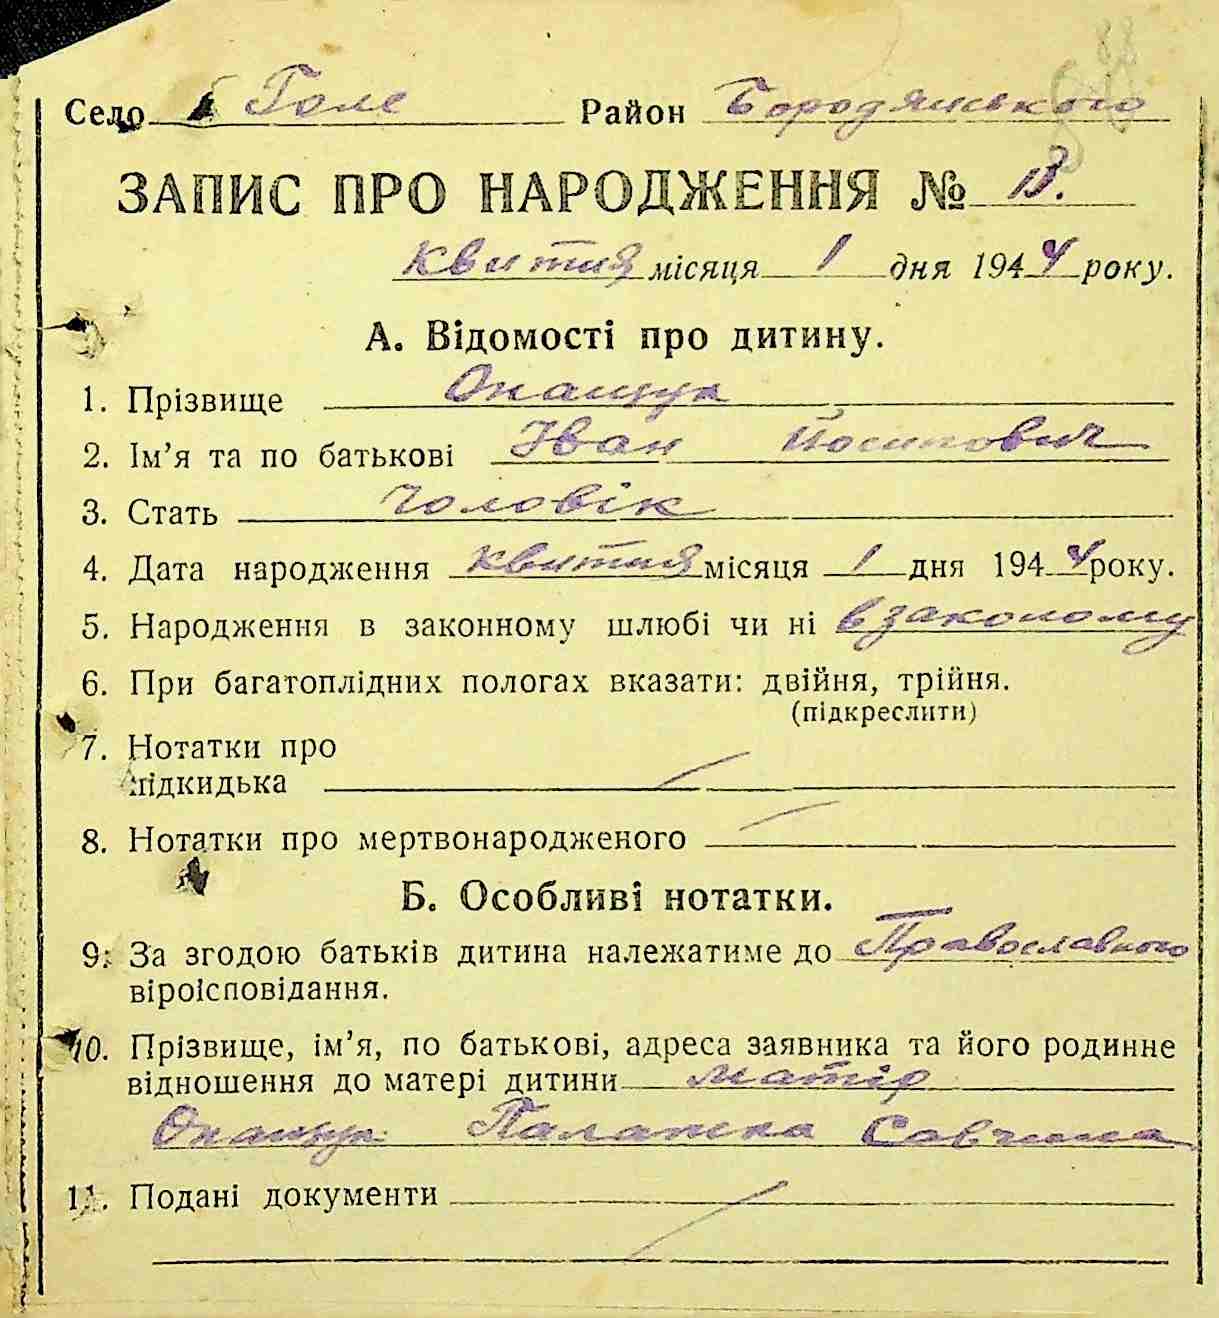 88
Село Голе Район Бородянського
ЗАПИС ПРО НАРОДЖЕННЯ № 13.
квитня місяця 1 дня 1944 року.
А. Відомості про дитину.
1. Прізвище Онащук
2. Ім’я та по батькові Іван Йосипович
3. Стать чоловік
4. Дата народження квитня місяця 1 дня 1944 року.
5. Народження в законному шлюбі чи ні в законому
6. При багатоплідних пологах вказати: двійня, трійня.
(підкреслити)
7. Нотатки про
підкидька
8. Нотатки про мертвонародженого
Б. Особливі нотатки.
9. За згодою батьків дитина належатиме до Православного
віроісповідання.
10. Прізвище, ім’я, по батькові, адреса заявника та його родинне
відношення до матері дитини матір
Онащук Палажка Савчина
11. Подані документи